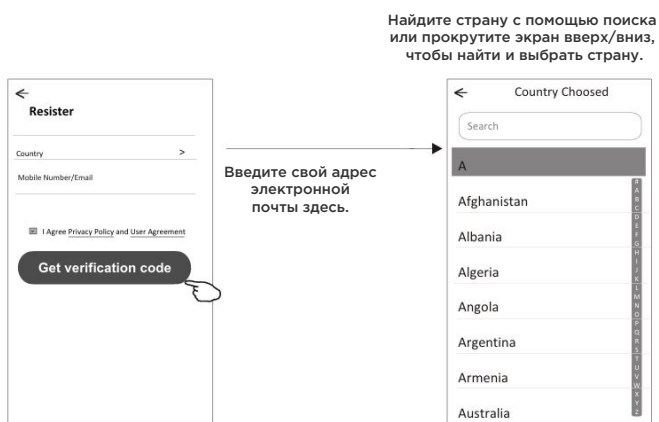 Найдите страну с помощью поиска
или прокрутите экран вверх/вниз,
чтобы найти и выбрать страну.
Resister
Country >
Mobile Number/Email
I Agree Privacy Policy and User Agreement
Get verification code
Введите свой адрес
электронной
почты здесь.
Country Choosed
Search
A
Afghanistan
Albania
Algeria
Angola
Argentina
Armenia
Australia
#
A
B
C
D
E
F
G
H
I
J
K
L
M
N
O
P
Q
R
S
T
U
V
W
X
Y
Z